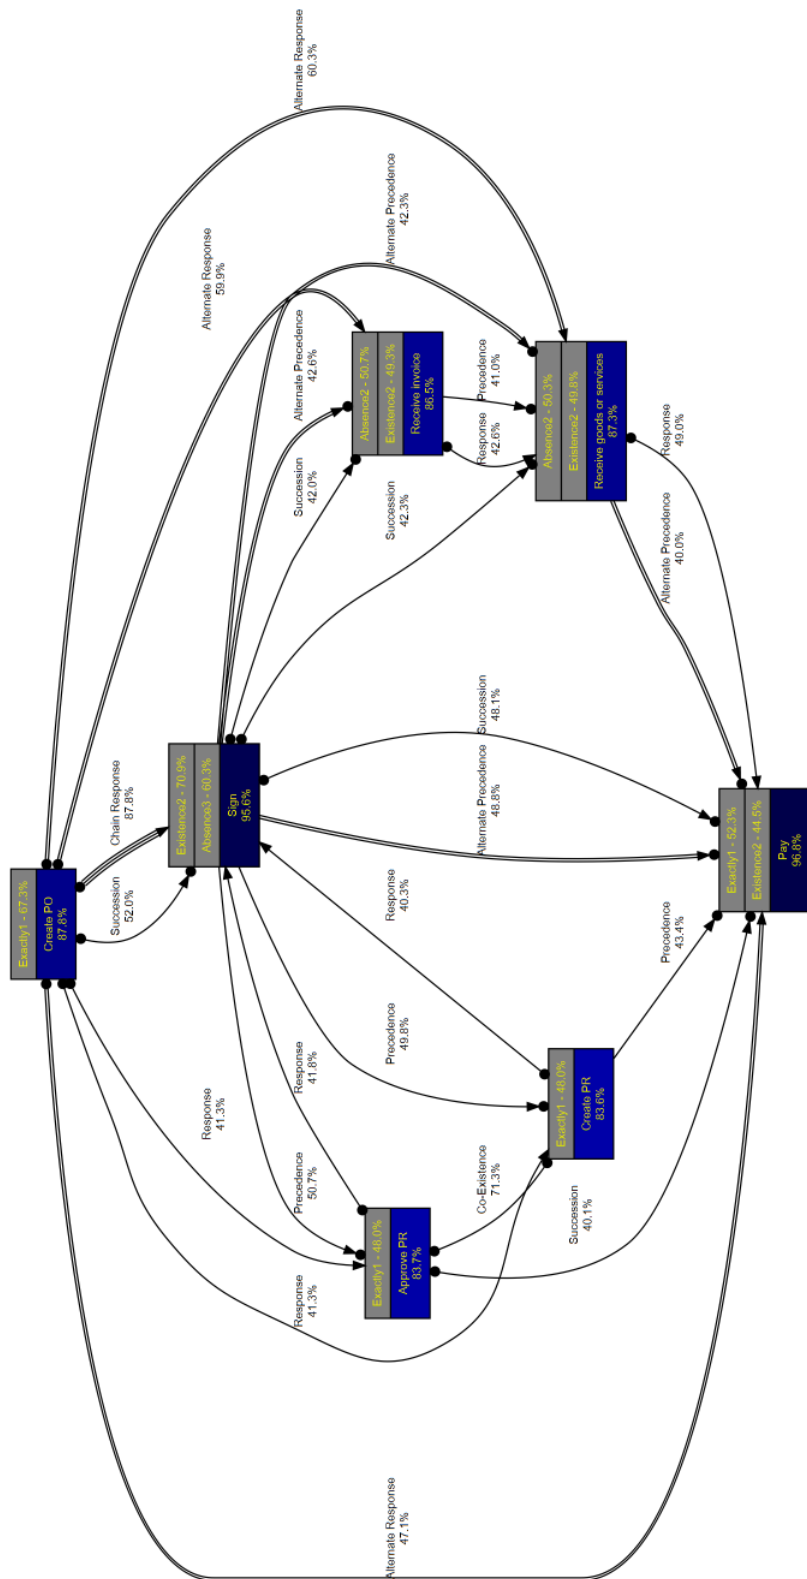 Alternate Response
60.3%
Alternate Response
59.9%
Alternate Precedence
42.3%
Alternate Precedence
42.6%
Succession
42.0%
Absence2 - 50.7%
Existence2 - 49.3%
Receive invoice
86.5%
Precedence
41.0%
Response
42.6%
Succession
42.3%
Absence2 - 50.3%
Existence2 - 49.8%
Receive goods or services
87.3%
Response
49.0%
Alternate Precedence
40.0%
Exactly1 - 67.3%
Create PO
87.8%
Chain Response
87.8%
Succession
52.0%
Existence2 - 70.9%
Absence3 - 60.3%
Sign
95.6%
Succession
48.1%
Alternate Precedence
48.8%
Response
40.3%
Exactly1 - 52.3%
Existence2 - 44.5%
Pay
96.8%
Precedence
43.4%
Precedence
49.8%
Response
41.8%
Response
41.3%
Precedence
50.7%
Exactly1 - 48.0%
Create PR
83.6%
Co-Existence
71.3%
Succession
40.1%
Exactly1 - 48.0%
Approve PR
83.7%
Response
41.3%
Alternate Response
47.1%